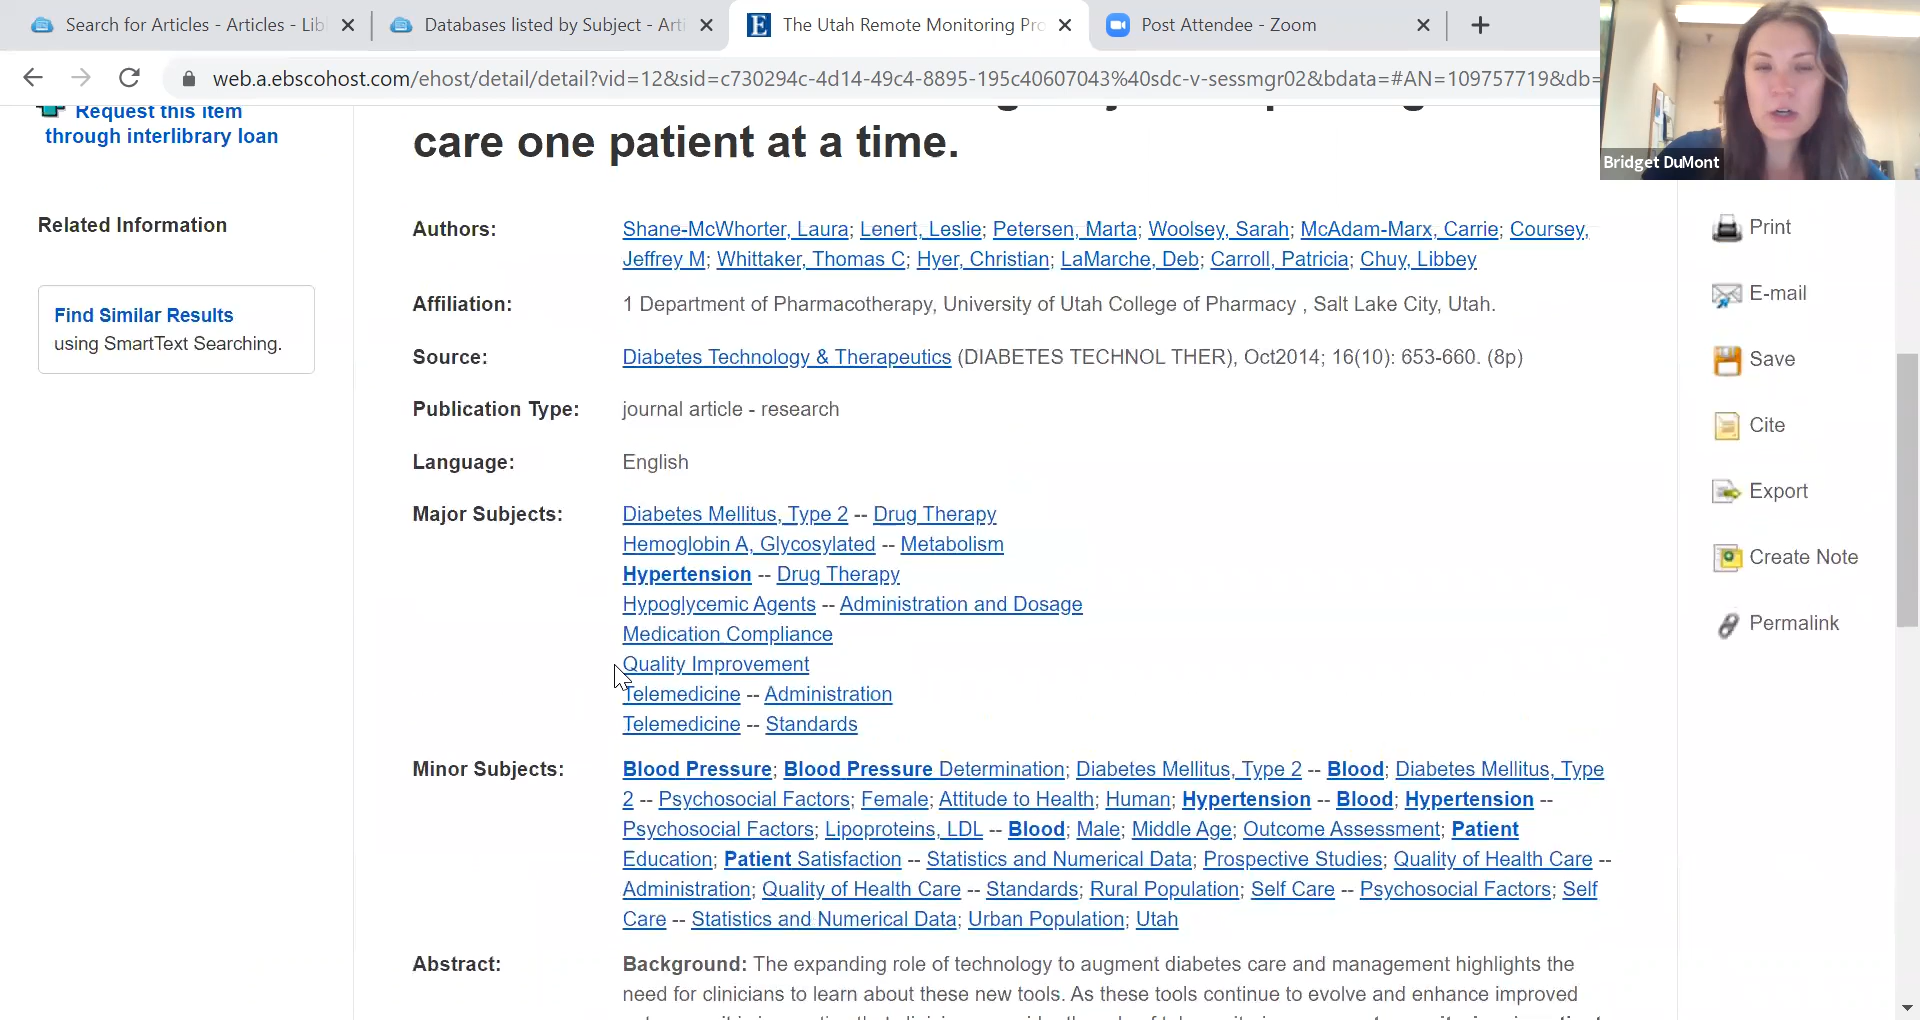 Search for Articles - Articles - Lib
Databases listed by Subject - Arti
The Utah Remote Monitoring Pro
Post Attendee - Zoom
web.a.ebscohost.com/ehost/detail/detail?vid=12&sid=c730294c-4d14-49c4-8895-195c40607043%40sdc-v-sessmgr02&bdata=#AN=109757719&db=
Bridget DuMont
Request this item
through interlibrary loan
Related Information
Find Similar Results
using SmartText Searching.
care one patient at a time.
Authors: Shane-McWhorter, Laura; Lenert, Leslie; Petersen, Marta; Woolsey, Sarah; McAdam-Marx, Carrie; Coursey,
Jeffrey M; Whittaker, Thomas C; Hyer, Christian; LaMarche, Deb; Carroll, Patricia; Chuy, Libbey
Affiliation: 1 Department of Pharmacotherapy, University of Utah College of Pharmacy , Salt Lake City, Utah.
Source: Diabetes Technology & Therapeutics (DIABETES TECHNOL THER), Oct2014; 16(10): 653-660. (8p)
Publication Type: journal article - research
Language: English
Major Subjects: Diabetes Mellitus, Type 2 -- Drug Therapy
Hemoglobin A, Glycosylated -- Metabolism
Hypertension -- Drug Therapy
Hypoglycemic Agents -- Administration and Dosage
Medication Compliance
Quality Improvement
Telemedicine -- Administration
Telemedicine -- Standards
Minor Subjects: Blood Pressure; Blood Pressure Determination; Diabetes Mellitus, Type 2 -- Blood; Diabetes Mellitus, Type
2 -- Psychosocial Factors; Female; Attitude to Health; Human; Hypertension -- Blood; Hypertension --
Psychosocial Factors; Lipoproteins, LDL -- Blood; Male; Middle Age; Outcome Assessment; Patient
Education; Patient Satisfaction -- Statistics and Numerical Data; Prospective Studies; Quality of Health Care --
Administration; Quality of Health Care -- Standards; Rural Population; Self Care -- Psychosocial Factors; Self
Care -- Statistics and Numerical Data; Urban Population; Utah
Abstract: Background: The expanding role of technology to augment diabetes care and management highlights the
need for clinicians to learn about these new tools. As these tools continue to evolve and enhance improved
Print
E-mail
Save
Cite
Export
Create Note
Permalink